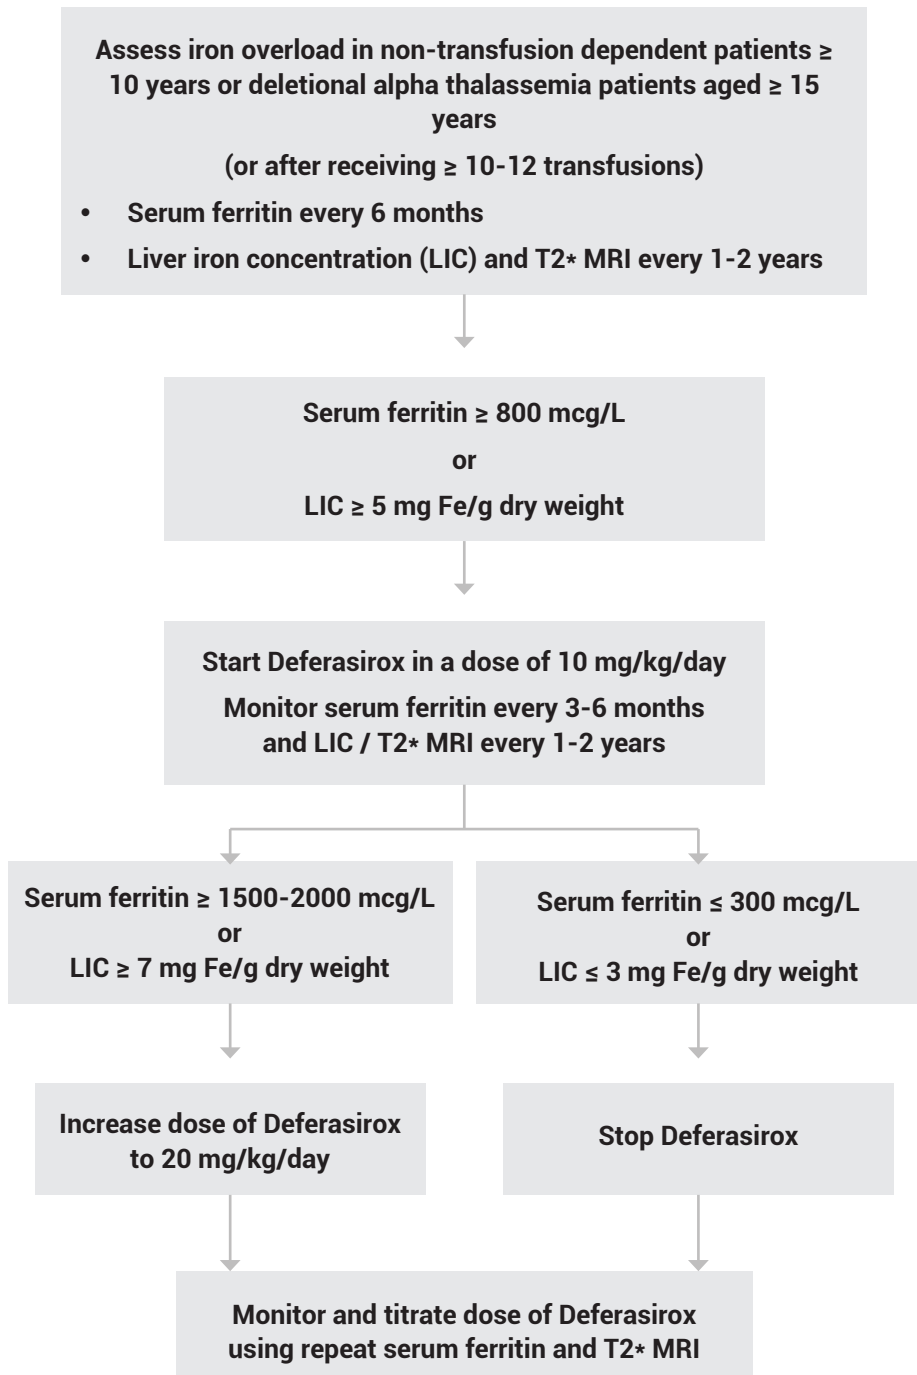 Assess iron overload in non-transfusion dependent patients ≥
10 years or deletional alpha thalassemia patients aged ≥ 15
years
(or after receiving ≥ 10-12 transfusions)
• Serum ferritin every 6 months
• Liver iron concentration (LIC) and T2* MRI every 1-2 years
Serum ferritin ≥ 800 mcg/L
or
LIC ≥ 5 mg Fe/g dry weight
Start Deferasirox in a dose of 10 mg/kg/day
Monitor serum ferritin every 3-6 months
and LIC / T2* MRI every 1-2 years
Serum ferritin ≥ 1500-2000 mcg/L
or
LIC ≥ 7 mg Fe/g dry weight
Serum ferritin ≤ 300 mcg/L
or
LIC ≤ 3 mg Fe/g dry weight
Increase dose of Deferasirox
to 20 mg/kg/day
Stop Deferasirox
Monitor and titrate dose of Deferasirox
using repeat serum ferritin and T2* MRI